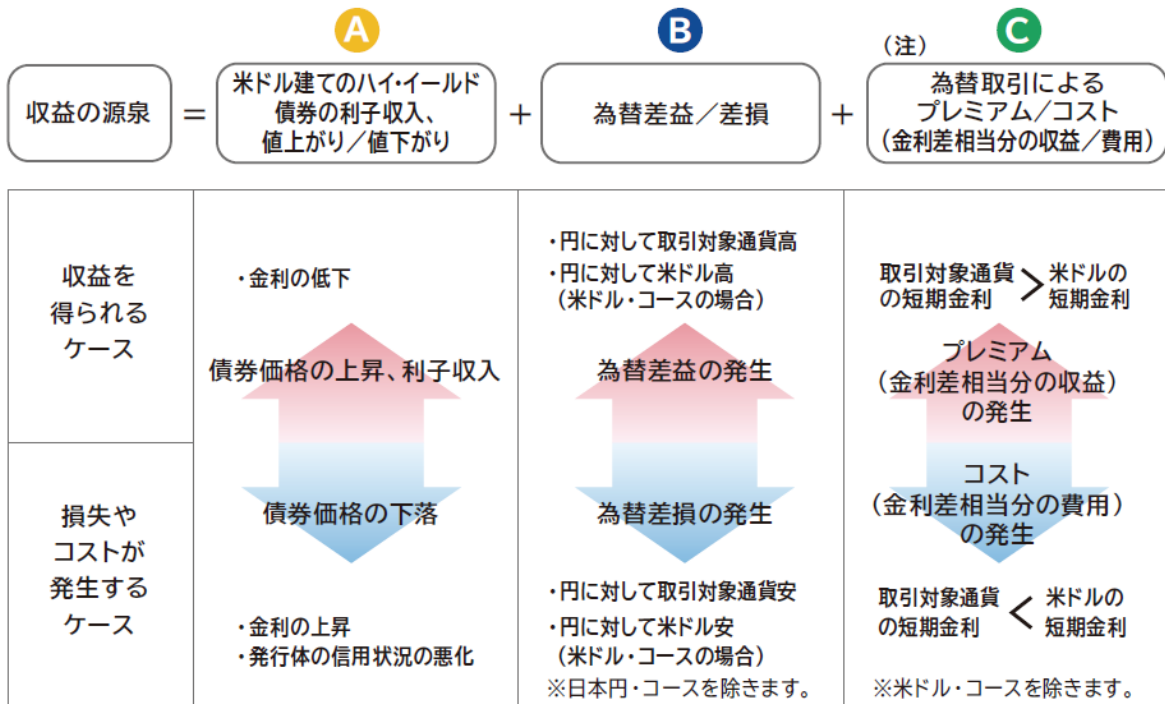 A
B
(注)
C
収益の源泉
=
米ドル建てのハイ・イールド
債券の利子収入、
値上がり/値下がり
+
為替差益/差損
+
為替取引による
プレミアム/コスト
(金利差相当分の収益/費用)
収益を
得られる
ケース
・金利の低下
債券価格の上昇、利子収入
・円に対して取引対象通貨高
・円に対して米ドル高
(米ドル・コースの場合)
為替差益の発生
取引対象通貨
の短期金利
>
米ドルの
短期金利
プレミアム
(金利差相当分の収益)
の発生
損失や
コストが
発生する
ケース
債券価格の下落
・金利の上昇
・発行体の信用状況の悪化
為替差損の発生
・円に対して取引対象通貨安
・円に対して米ドル安
(米ドル・コースの場合)
※日本円・コースを除きます。
コスト
(金利差相当分の費用)
の発生
取引対象通貨
の短期金利
<
米ドルの
短期金利
※米ドル・コースを除きます。